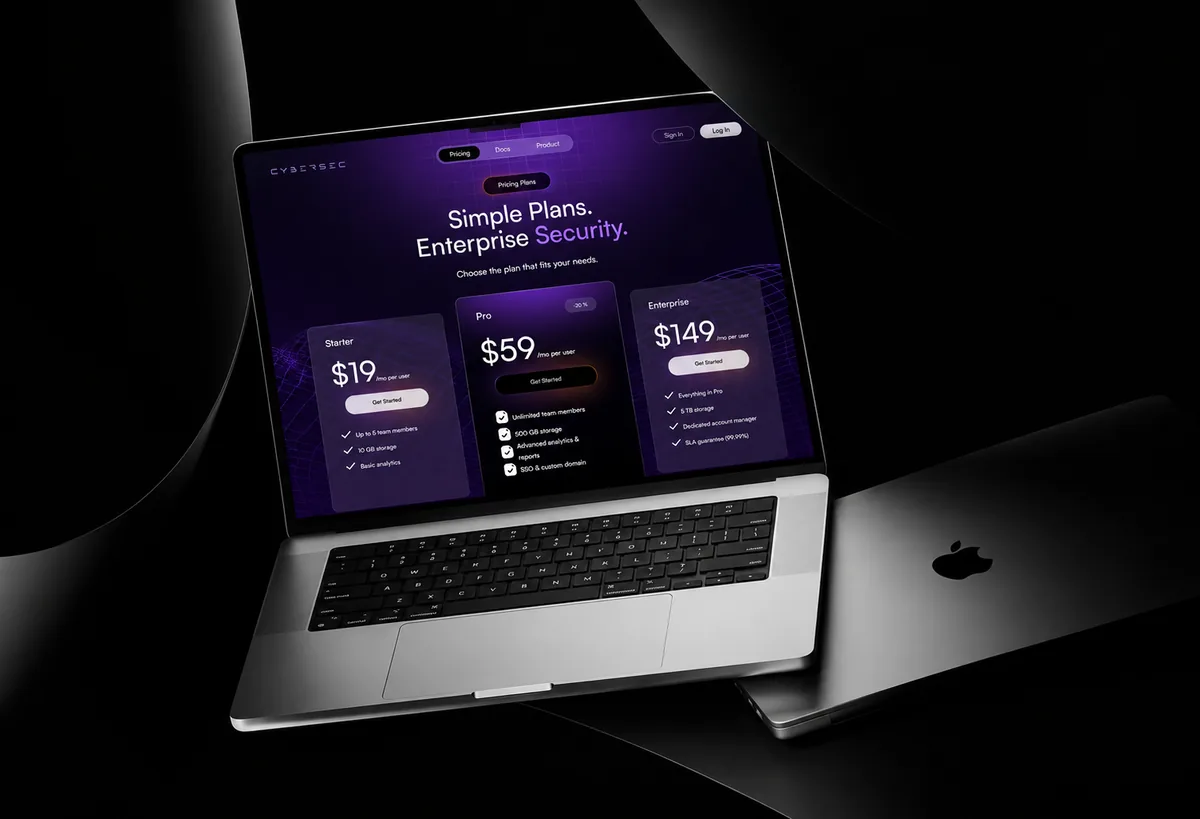 CYBERSEC
Pricing
Docs
Product
Sign In
Log In
Pricing Plans
Simple Plans.
Enterprise Security.
Choose the plan that fits your needs.
Starter
$19 /mo per user
Get Started
Up to 5 team members
10 GB storage
Basic analytics
Pro
-20 %
$59 /mo per user
Get Started
Unlimited team members
500 GB storage
Advanced analytics &
reports
SSO & custom domain
Enterprise
$149 /mo per user
Get Started
Everything in Pro
5 TB storage
Dedicated account manager
SLA guarantee (99,99%)